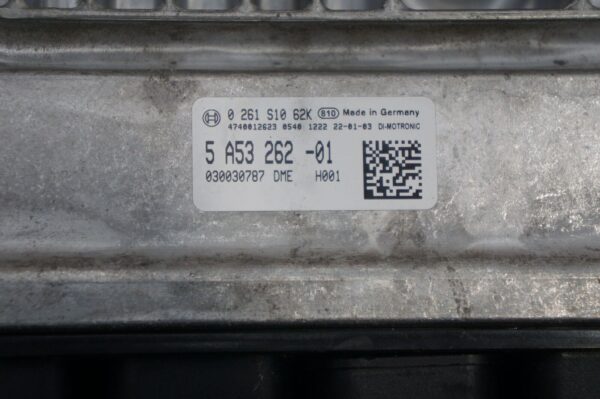 0 261 S10 62K 810 Made in Germany
4740012623 0540 1222 22-01-03 DI-MOTRONIC
5 A53 262 -01
030030787 DME H001